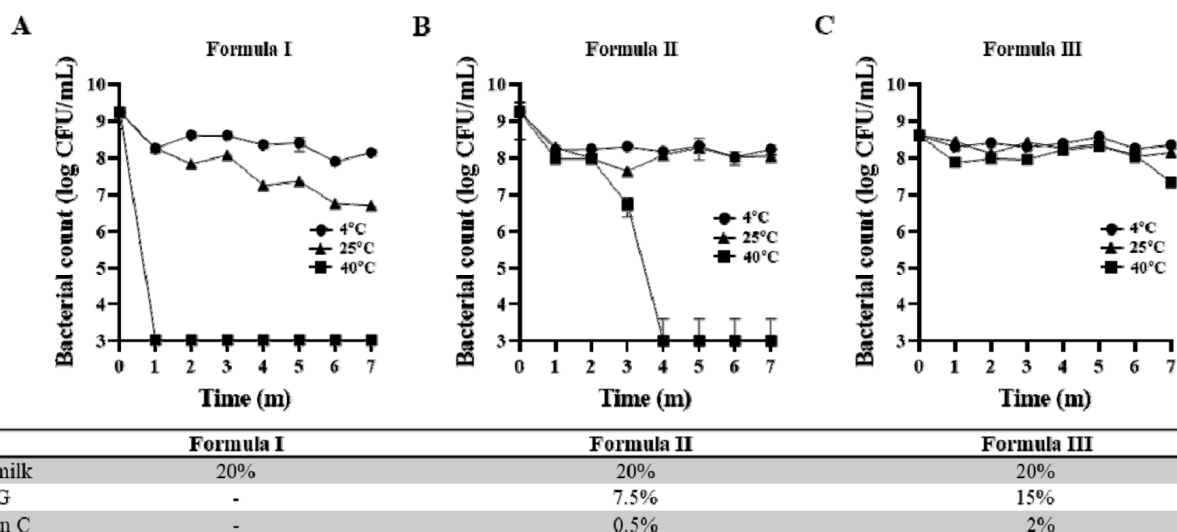 A
B
C
Formula I
Formula II
Formula III
Bacterial count (log CFU/mL)
10
9
8
7
6
5
4
3
4°C
25°C
40°C
0 1 2 3 4 5 6 7
Time (m)
Bacterial count (log CFU/mL)
10
9
8
7
6
5
4
3
4°C
25°C
40°C
0 1 2 3 4 5 6 7
Time (m)
Bacterial count (log CFU/mL)
10
9
8
7
6
5
4
3
4°C
25°C
40°C
0 1 2 3 4 5 6 7
Time (m)
Formula I Formula II Formula III
milk 20% 20% 20%
G - 7.5% 15%
n C - 0.5% 2%